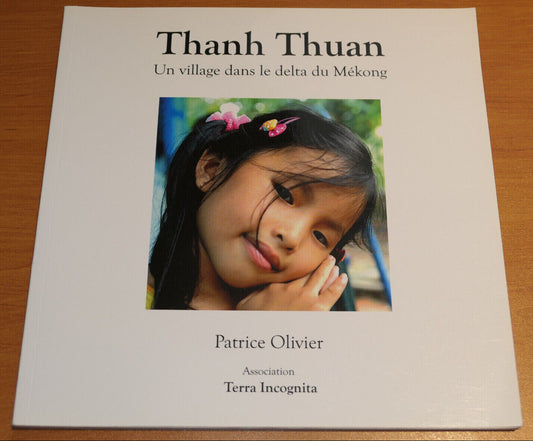 Thanh Thuan
Un village dans le delta du Mékong
Patrice Olivier
Association
Terra Incognita